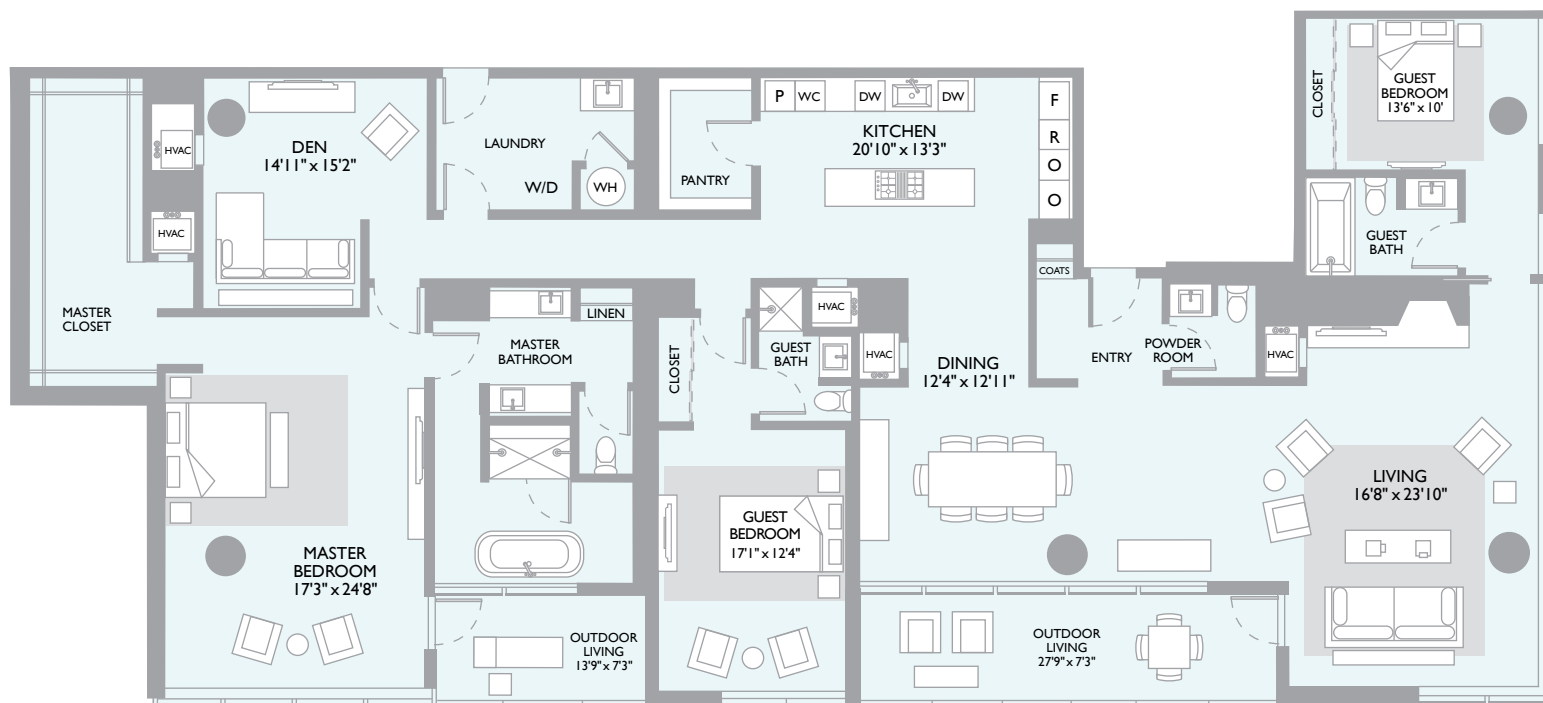 DEN
14'11" x 15'2"
HVAC
HVAC
MASTER
CLOSET
LAUNDRY
W/D
WH
PANTRY
P
WC
DW
DW
KITCHEN
20'10" x 13'3"
F
R
O
O
COATS
CLOSET
GUEST
BEDROOM
13'6" x 10'
GUEST
BATH
LINEN
MASTER
BATHROOM
CLOSET
GUEST
BATH
HVAC
HVAC
DINING
12'4" x 12'11"
ENTRY
POWDER
ROOM
HVAC
LIVING
16'8" x 23'10"
MASTER
BEDROOM
17'3" x 24'8"
OUTDOOR
LIVING
13'9" x 7'3"
GUEST
BEDROOM
17'1" x 12'4"
OUTDOOR
LIVING
27'9" x 7'3"